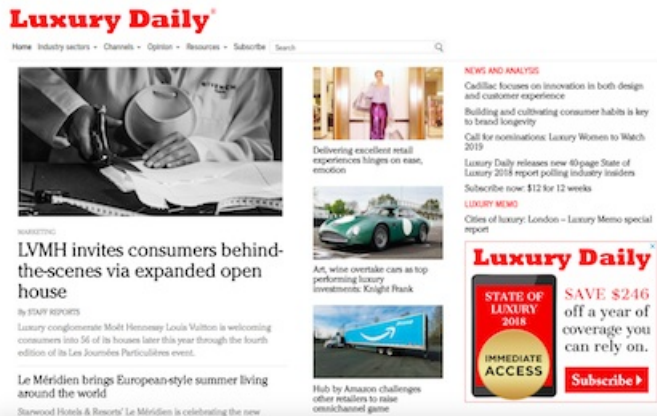 Luxury Daily®
Home Industry sectors Channels Opinion Resources Subscribe Search
MARKETING
LVMH invites consumers behind-
the-scenes via expanded open
house
By STAFF REPORTS
Luxury conglomerate Moët Hennessy Louis Vuitton is welcoming
consumers into 56 of its houses later this year through the fourth
edition of its Les Journées Particulières event.
Le Méridien brings European-style summer living
around the world
Starwood Hotels & Resorts' Le Méridien is celebrating the new
Delivering excellent retail
experiences hinges on ease,
emotion
Art, wine overtake cars as top
performing luxury
investments: Knight Frank
Hub by Amazon challenges
other retailers to raise
omnichannel game
NEWS AND ANALYSIS
Cadillac focuses on innovation in both design
and customer experience
Building and cultivating consumer habits is key
to brand longevity
Call for nominations: Luxury Women to Watch
2019
Luxury Daily releases new 40-page State of
Luxury 2018 report polling industry insiders
Subscribe now: $12 for 12 weeks
LUXURY MEMO
Cities of luxury: London – Luxury Memo special
report
Luxury Daily
STATE OF
LUXURY
2018
IMMEDIATE
ACCESS
SAVE $246
off a year of
coverage you
can rely on.
Subscribe